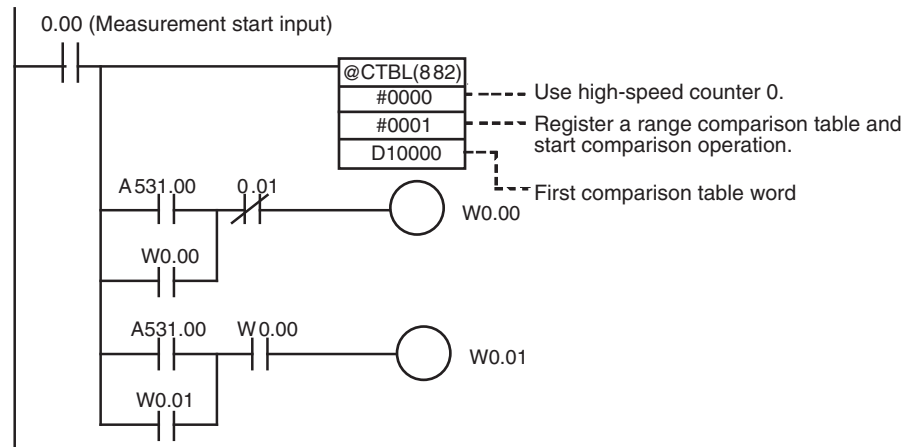 0.00 (Measurement start input)
@CTBL(882)
#0000
Use high-speed counter 0.
#0001
Register a range comparison table and
start comparison operation.
D10000
First comparison table word
A531.00
0.01
W0.00
W0.00
A531.00
W0.00
W0.01
W0.01